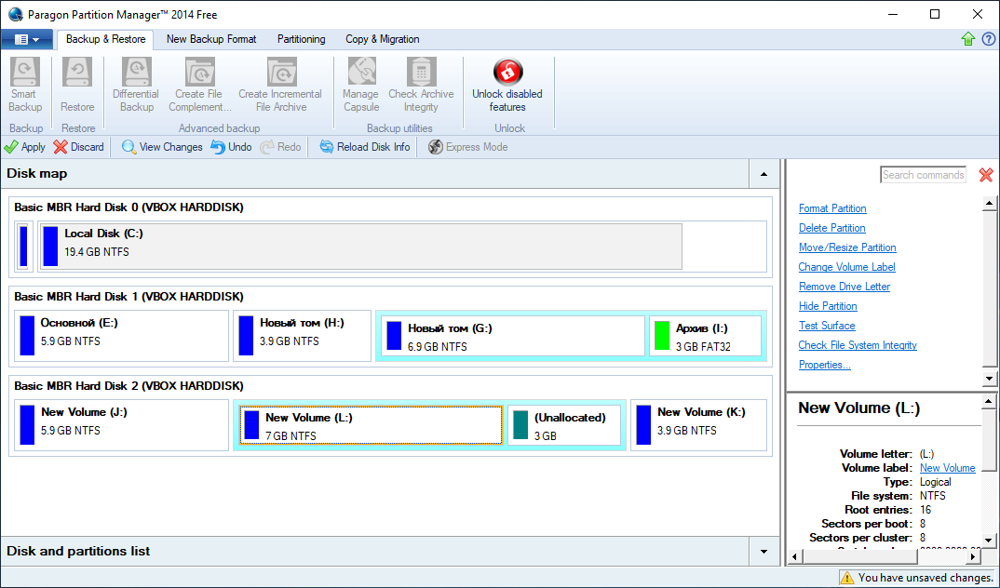 Paragon Partition Manager™ 2014 Free
Backup & Restore
New Backup Format
Partitioning
Copy & Migration
Smart Backup
Restore
Differential Backup
Create File Complement...
Create Incremental File Archive
Manage Capsule
Check Archive Integrity
Unlock disabled features
Backup
Restore
Advanced backup
Backup utilities
Unlock
Apply
Discard
View Changes
Undo
Redo
Reload Disk Info
Express Mode
Disk map
Basic MBR Hard Disk 0 (VBOX HARDDISK)
Local Disk (C:)
19.4 GB NTFS
Basic MBR Hard Disk 1 (VBOX HARDDISK)
Основной (E:)
5.9 GB NTFS
Новый том (H:)
3.9 GB NTFS
Новый том (G:)
6.9 GB NTFS
Архив (I:)
3 GB FAT32
Basic MBR Hard Disk 2 (VBOX HARDDISK)
New Volume (J:)
5.9 GB NTFS
New Volume (L:)
7 GB NTFS
(Unallocated)
3 GB
New Volume (K:)
3.9 GB NTFS
Disk and partitions list
Search commands
Format Partition
Delete Partition
Move/Resize Partition
Change Volume Label
Remove Drive Letter
Hide Partition
Test Surface
Check File System Integrity
Properties...
New Volume (L:)
Volume letter: (L:)
Volume label: New Volume
Type: Logical
File system: NTFS
Root entries: 16
Sectors per boot: 8
Sectors per cluster: 8
You have unsaved changes.